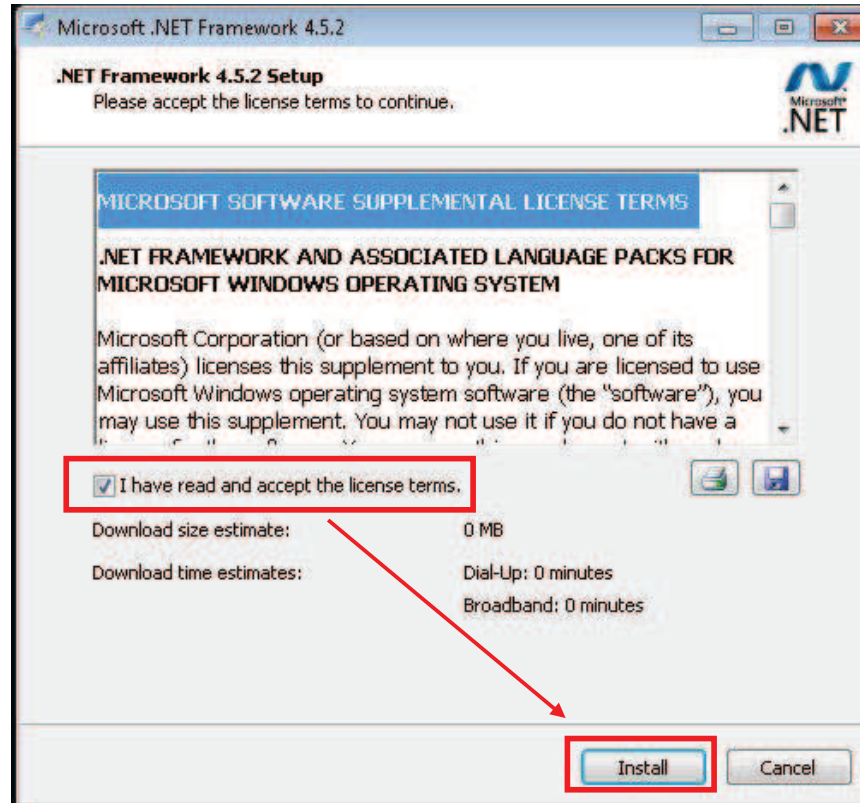 Microsoft .NET Framework 4.5.2
.NET Framework 4.5.2 Setup
Please accept the license terms to continue.
Microsoft
.NET
MICROSOFT SOFTWARE SUPPLEMENTAL LICENSE TERMS
.NET FRAMEWORK AND ASSOCIATED LANGUAGE PACKS FOR
MICROSOFT WINDOWS OPERATING SYSTEM
Microsoft Corporation (or based on where you live, one of its
affiliates) licenses this supplement to you. If you are licensed to use
Microsoft Windows operating system software (the "software"), you
may use this supplement. You may not use it if you do not have a
I have read and accept the license terms.
Download size estimate: 0 MB
Download time estimates: Dial-Up: 0 minutes
Broadband: 0 minutes
Install Cancel